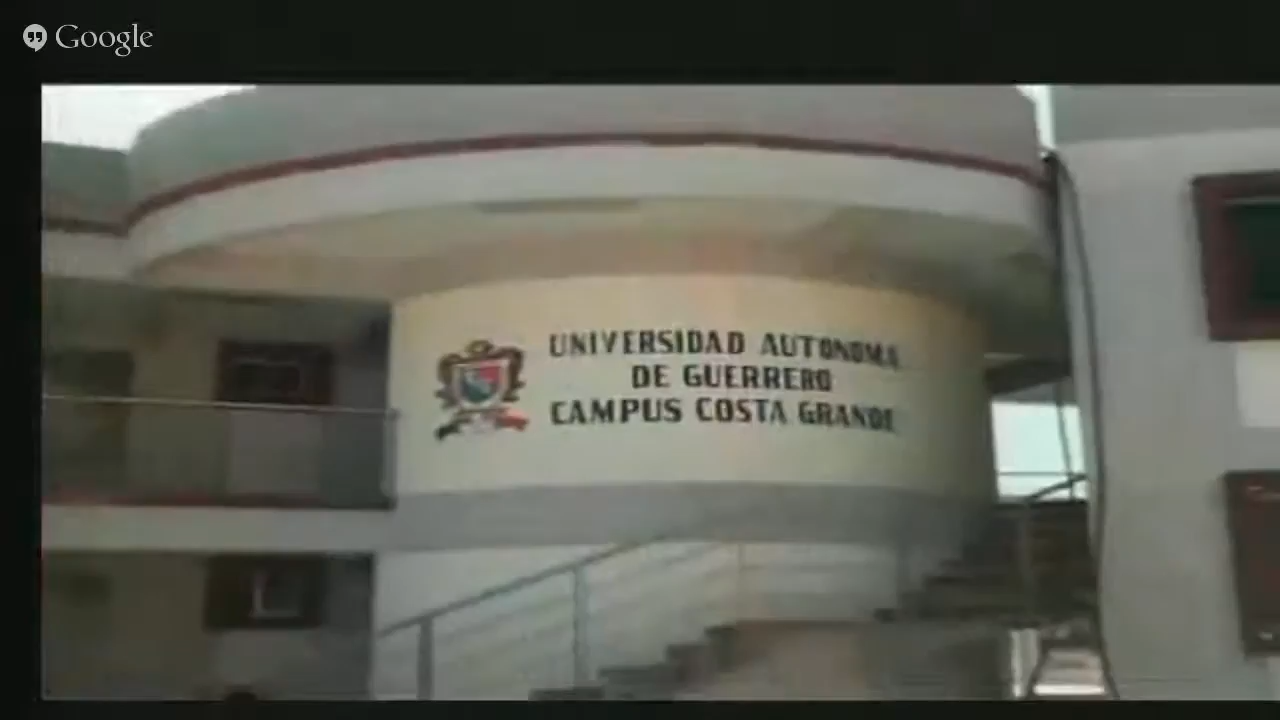 Google
UNIVERSIDAD AUTONOMA
DE GUERRERO
CAMPUS COSTA GRANDE